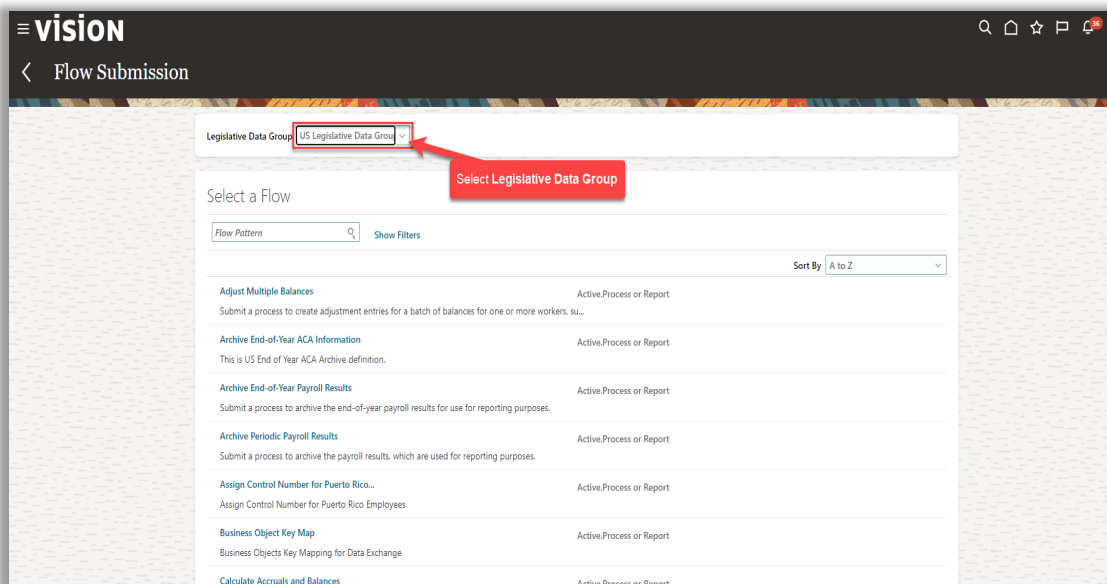 VISION
36
Flow Submission
Legislative Data Group US Legislative Data Grou
Select Legislative Data Group
Select a Flow
Flow Pattern
Show Filters
Sort By A to Z
Adjust Multiple Balances Active.Process or Report
Submit a process to create adjustment entries for a batch of balances for one or more workers, su...
Archive End-of-Year ACA Information Active.Process or Report
This is US End of Year ACA Archive definition.
Archive End-of-Year Payroll Results Active.Process or Report
Submit a process to archive the end-of-year payroll results for use for reporting purposes.
Archive Periodic Payroll Results Active.Process or Report
Submit a process to archive the payroll results, which are used for reporting purposes.
Assign Control Number for Puerto Rico... Active.Process or Report
Assign Control Number for Puerto Rico Employees
Business Object Key Map Active.Process or Report
Business Objects Key Mapping for Data Exchange
Calculate Accruals and Balances Active.Process or Report